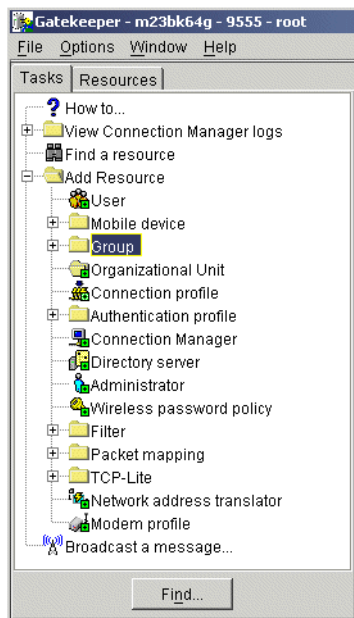 Gatekeeper - m23bk64g - 9555 - root
File Options Window Help
Tasks Resources
How to...
View Connection Manager logs
Find a resource
Add Resource
User
Mobile device
Group
Organizational Unit
Connection profile
Authentication profile
Connection Manager
Directory server
Administrator
Wireless password policy
Filter
Packet mapping
TCP-Lite
Network address translator
Modem profile
Broadcast a message...
Find...